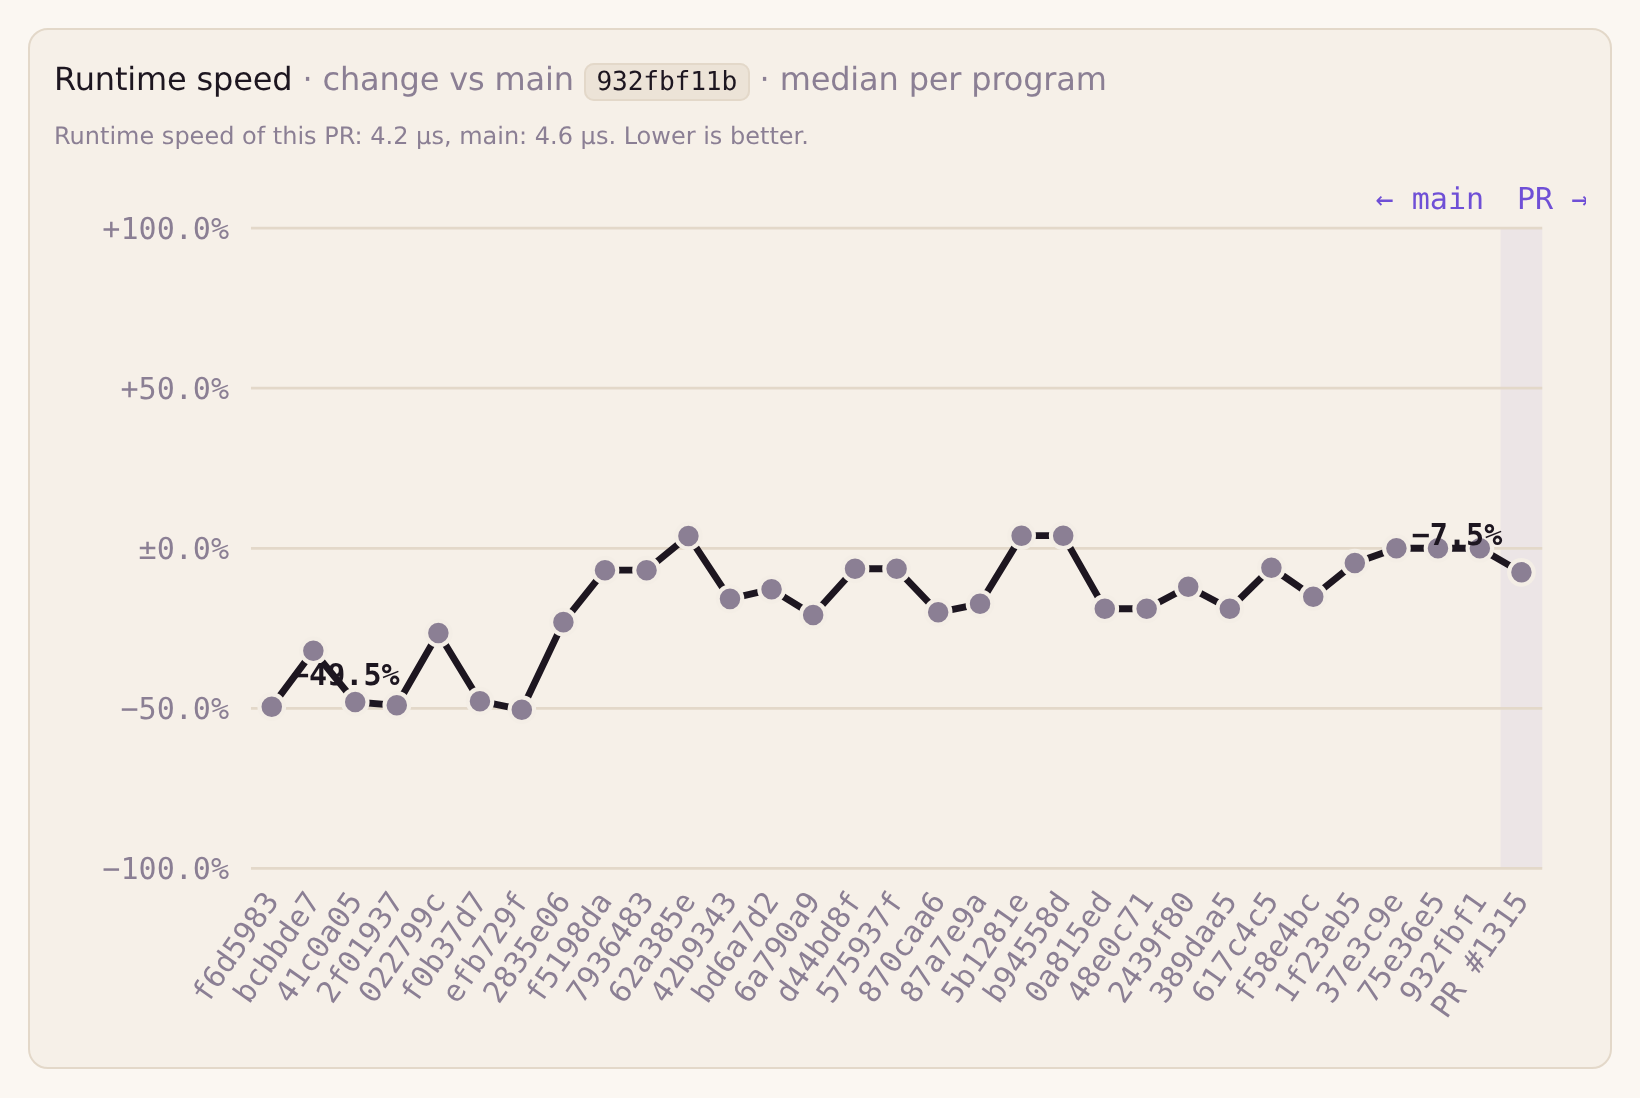 Runtime speed · change vs main 932fbf11b · median per program
Runtime speed of this PR: 4.2 µs, main: 4.6 µs. Lower is better.
← main PR →
+100.0%
+50.0%
±0.0%
−50.0%
−100.0%
−49.5%
−7.5%
f6d5983
bcbbde7
41c0a05
2f01937
022799c
f0b37d7
efb729f
2835e06
f5198da
7936483
62a385e
42b9343
bd6a7d2
6a790a9
d44bd8f
575937f
870caa6
87a7e9a
5b1281e
b94558d
0a815ed
48e0c71
2439f80
389daa5
617c4c5
f58e4bc
1f23eb5
37e3c9e
75e36e5
932fbf1
PR #1315